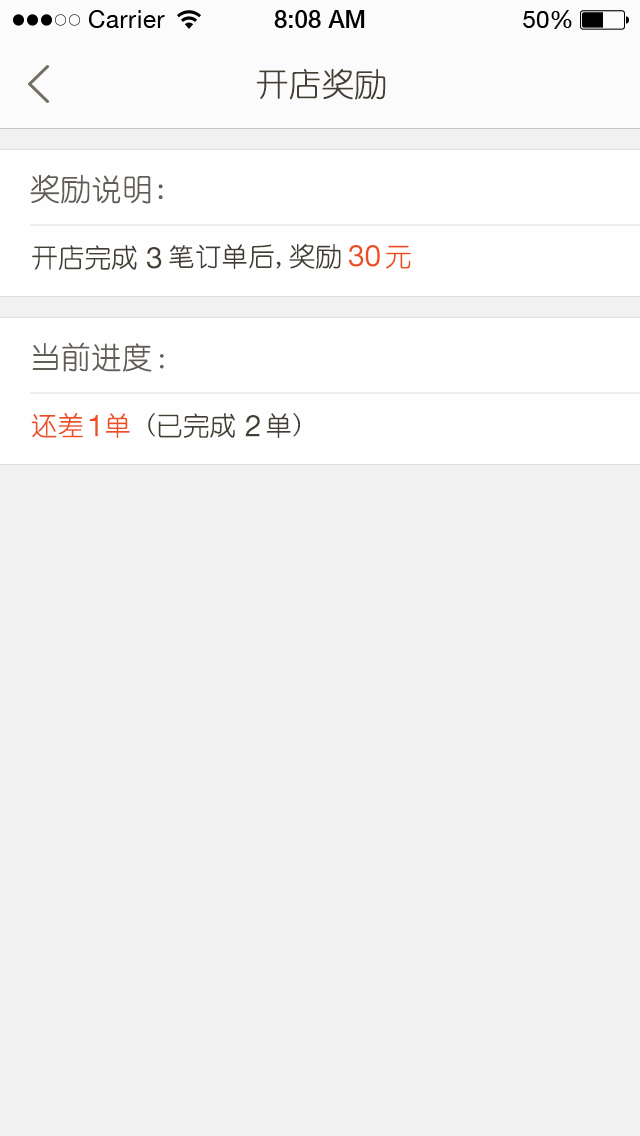 Carrier 8:08 AM 50%
开店奖励
奖励说明:
开店完成 3 笔订单后, 奖励 30 元
当前进度:
还差1单（已完成 2 单）